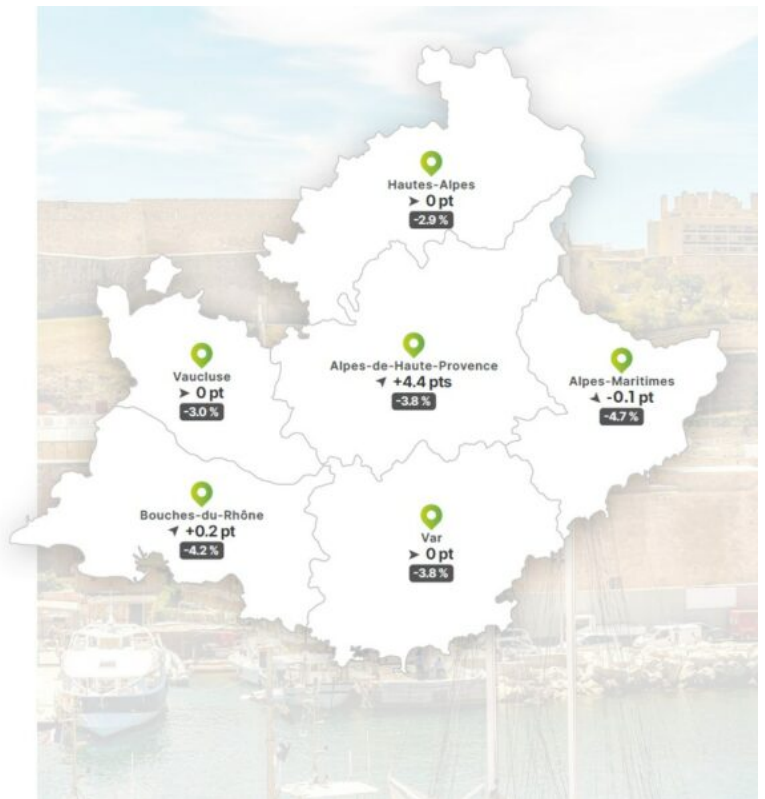 Hautes-Alpes
➤ 0 pt
-2.9 %
Alpes-de-Haute-Provence
➤ +4.4 pts
-3.8 %
Vaucluse
➤ 0 pt
-3.0 %
Alpes-Maritimes
➤ -0.1 pt
-4.7 %
Bouches-du-Rhône
➤ +0.2 pt
-4.2 %
Var
➤ 0 pt
-3.8 %